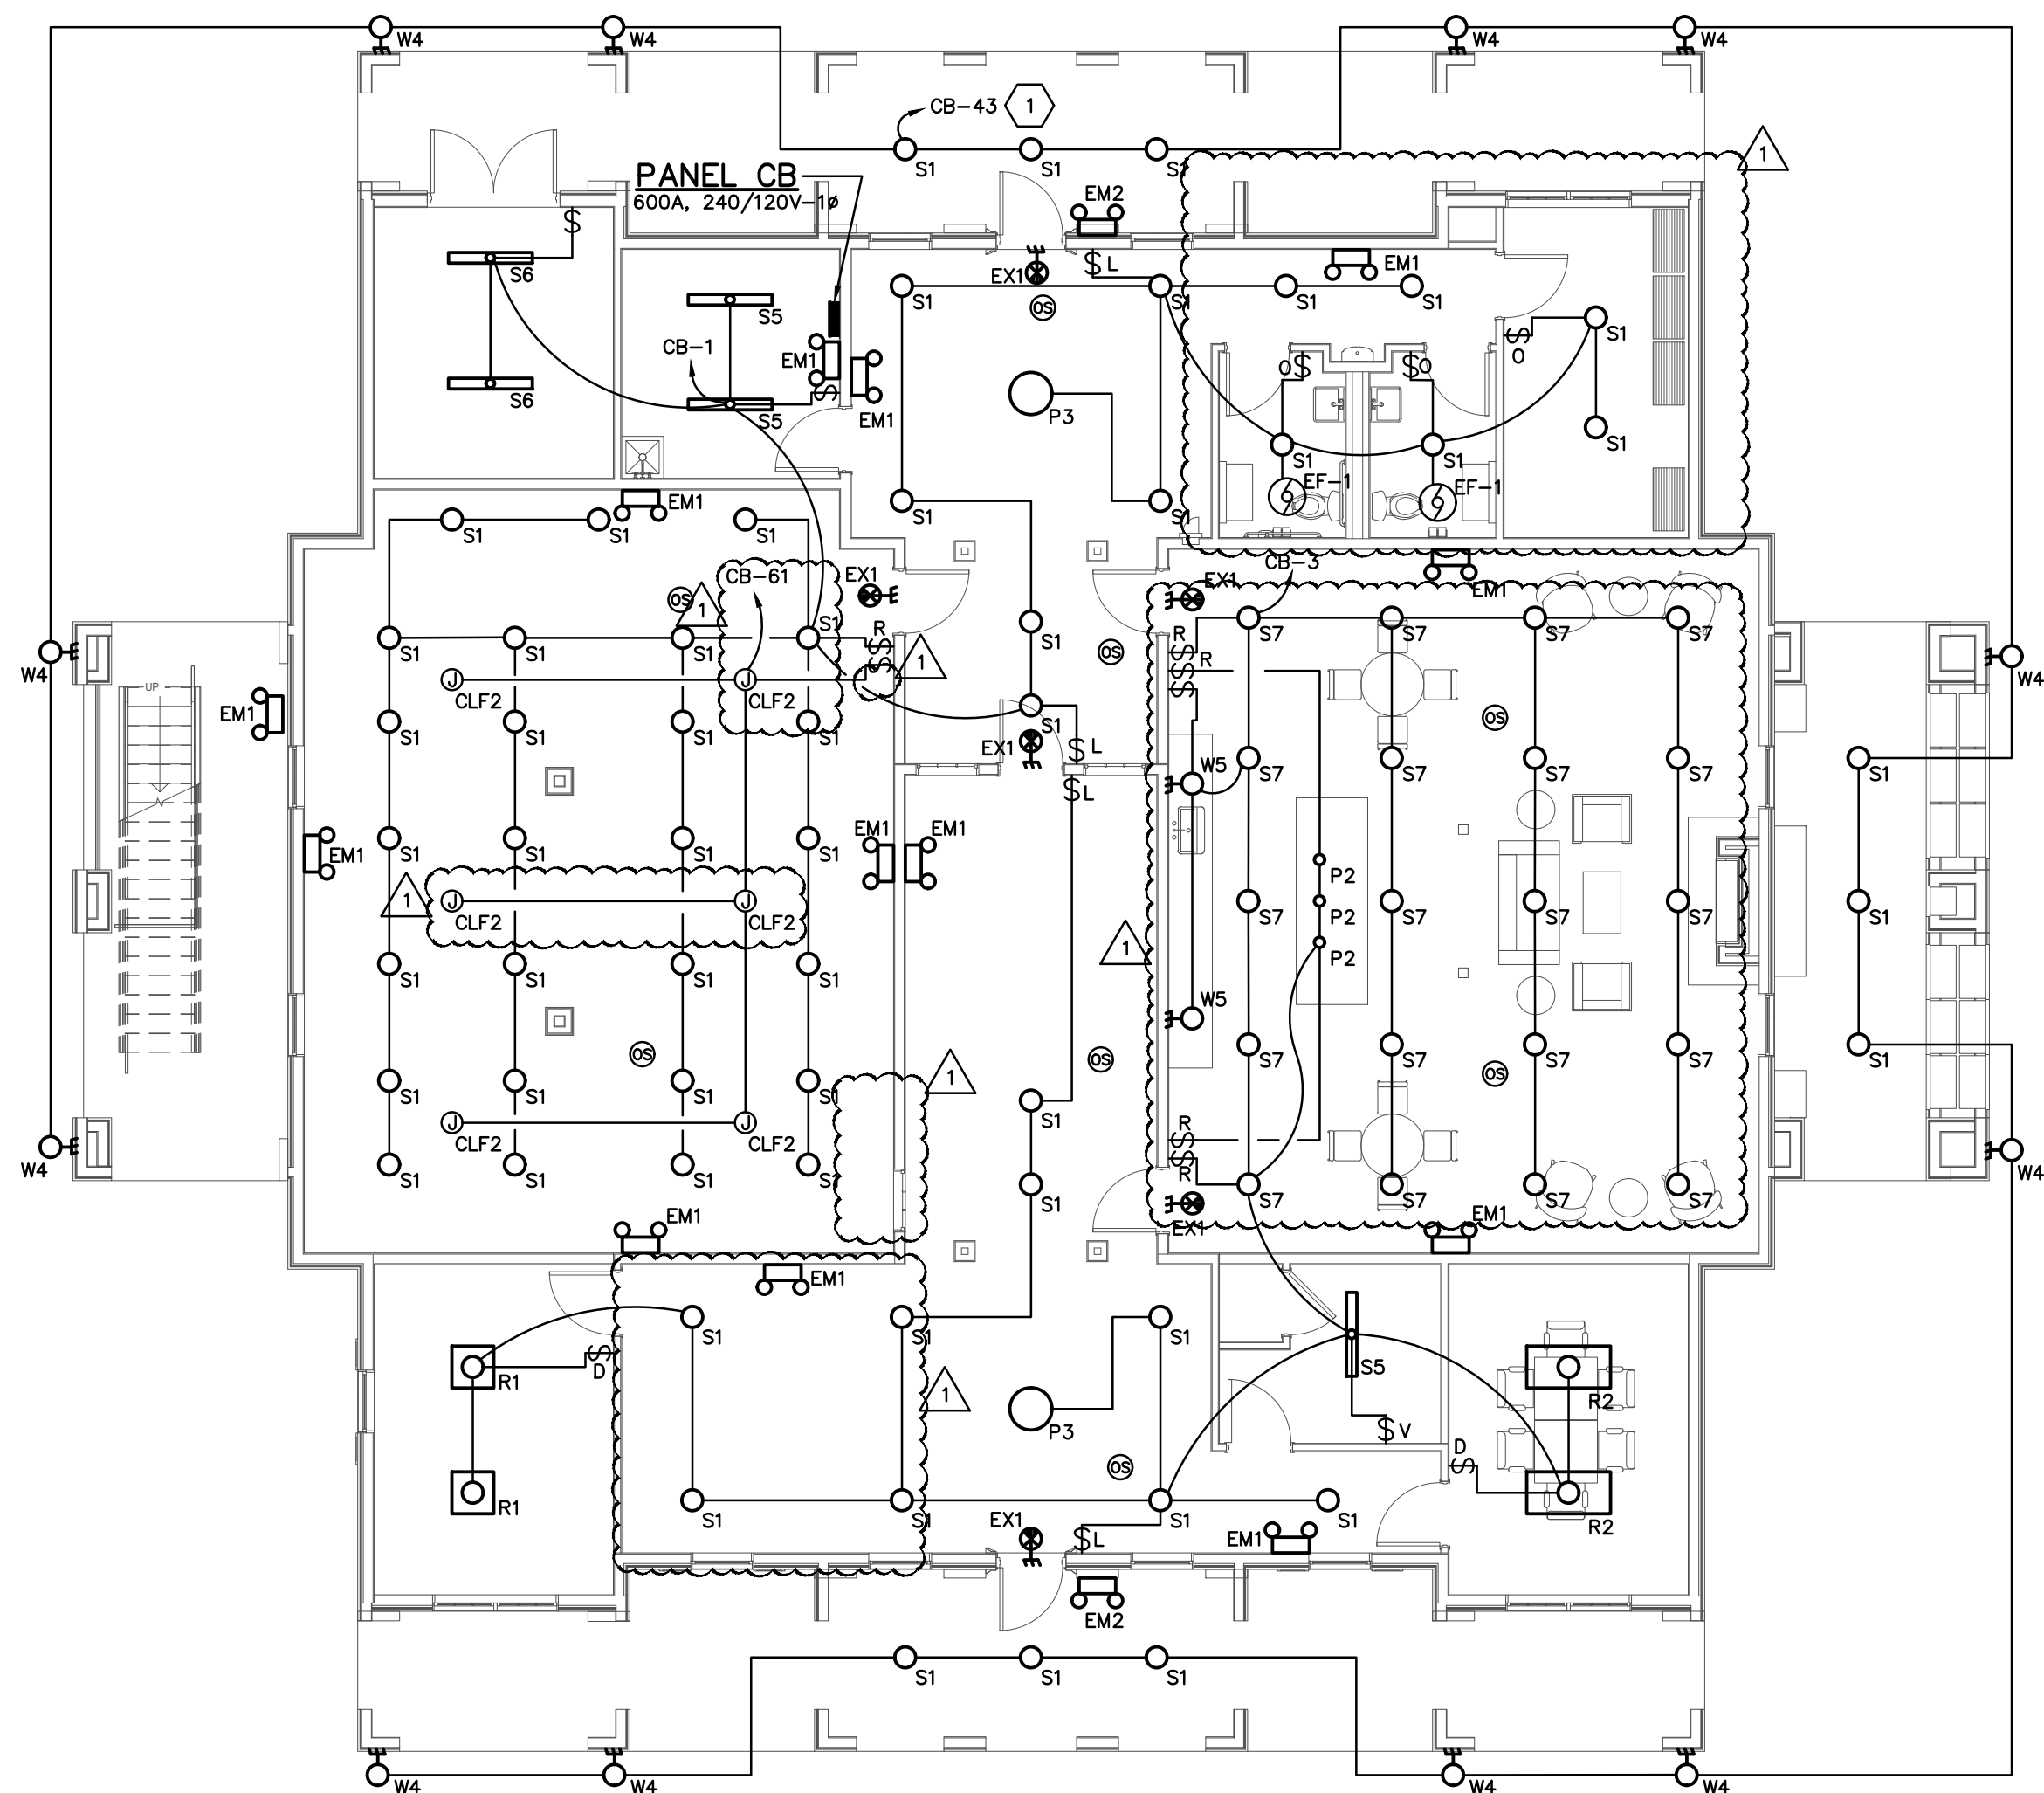 W4 W4 W4 W4
CB-43 1
S1 S1 S1
1
PANEL CB
600A, 240/120V-1ø
EM2
$ S6
EX1 $ L
OS
EM1
S5 S1 S1 S1 S1
CB-1 EM1
$ O S1
S6 S5 $ EM1
P3
O $ $ O
S1 S1 S1
EF-1 EF-1
EM1
S1 S1
S1 S1 S1
CB-61 EX1
CB-3
OS 1
EX1 EM1
R $ $
1
S1 S1 S1 S1
S1
OS
R $ $ R $
S7 S7 S7 S7
W4 W4
UP
J CLF2 J CLF2
EM1
S1 S1 S1 S1
S1
EX1 $ L
OS
$ L
W5
S7 S7 S7 S7
S1
EM1
S1 S1 S1 S1
EM1 EM1
P2
1
J CLF2 J CLF2
P2
S7 S7 S7 S7
S1
1
P2
S1 S1 S1 S1
W5
OS
OS
S7 S7 S7 S7
OS
S1
1
S1 S1 S1 S1
S1
J CLF2 J CLF2
R $ $ R
W4 W4
S1 S1 S1 S1
S1
S7 S7 S7 S7
EX1
EM1 EM1
EM1
S1 S1 S1
$ D
R1
S5
1
R2
P3
$ V
D $
OS
R1
S1 S1 S1 S1
R2
EX1 $ L
EM1
EM2
S1 S1 S1
W4 W4 W4 W4